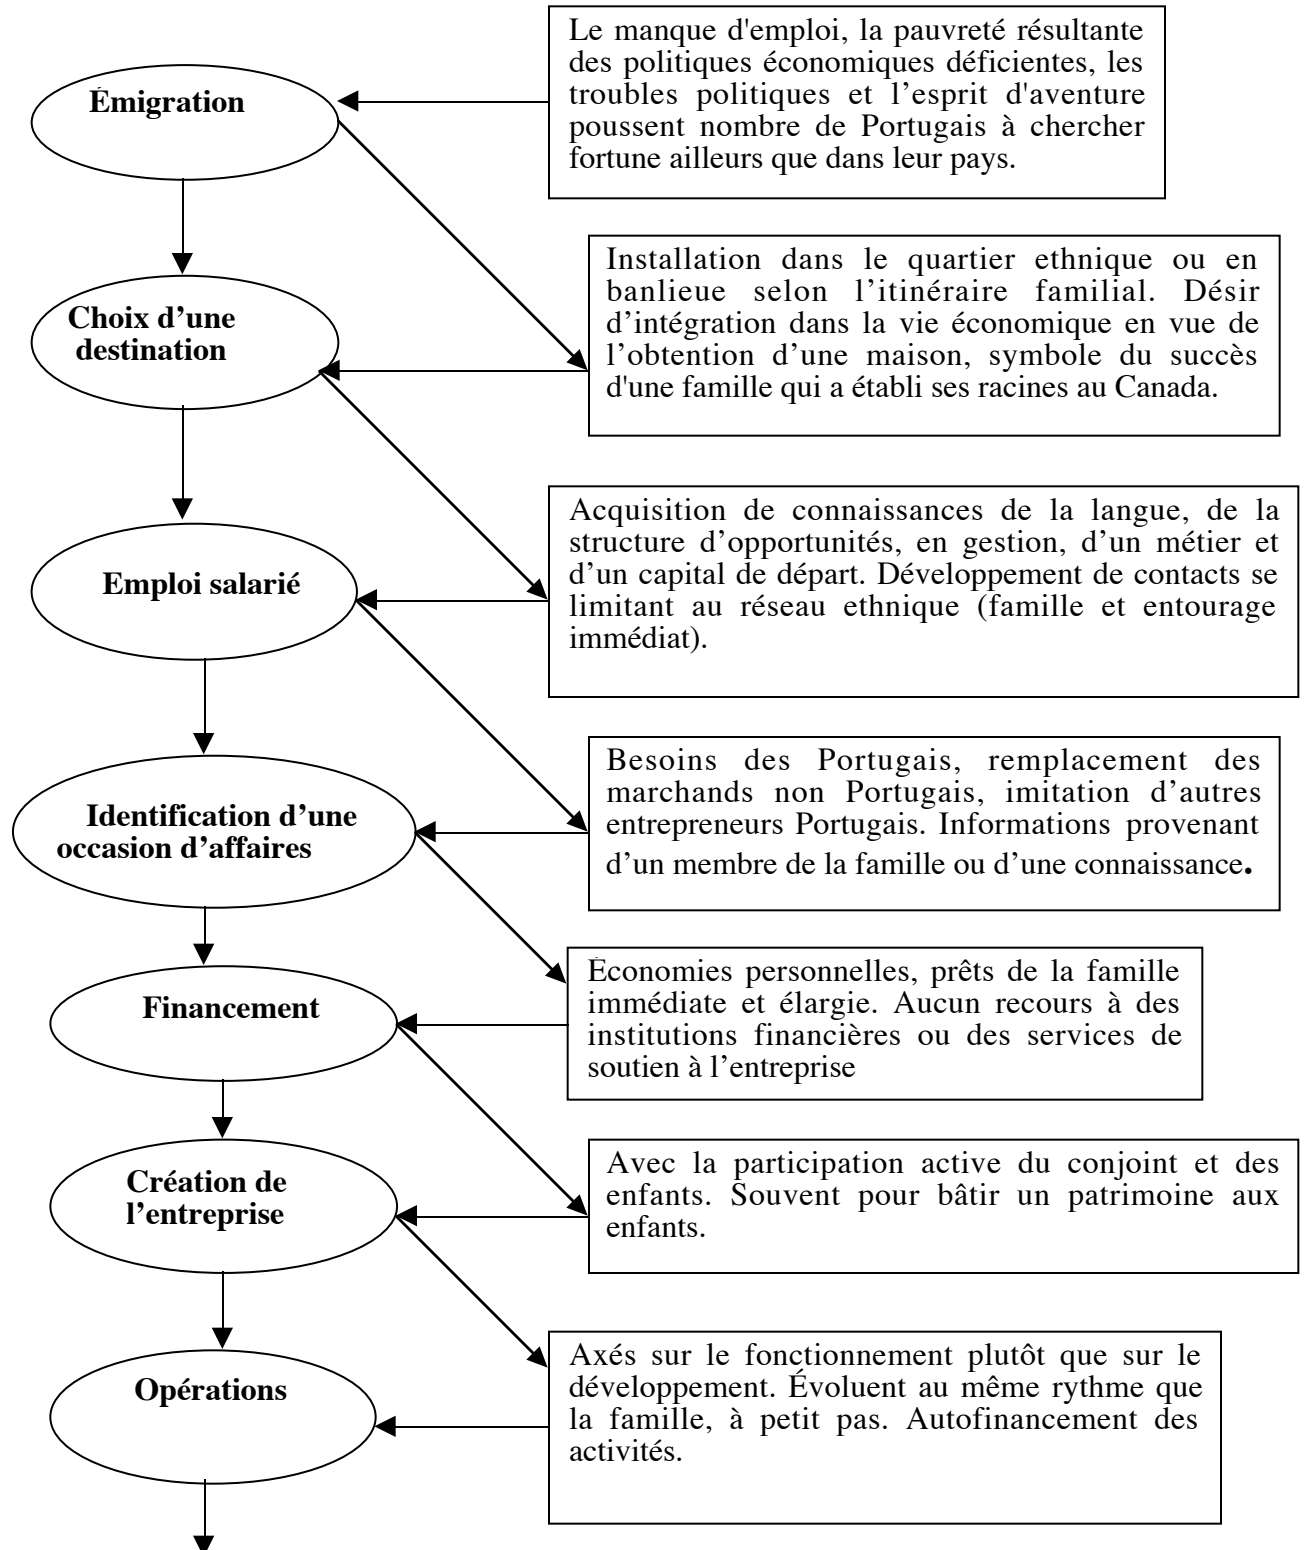 Le manque d'emploi, la pauvreté résultante
des politiques économiques déficientes, les
troubles politiques et l’esprit d'aventure
poussent nombre de Portugais à chercher
fortune ailleurs que dans leur pays.
Émigration
Installation dans le quartier ethnique ou en
banlieue selon l’itinéraire familial. Désir
d’intégration dans la vie économique en vue de
l’obtention d’une maison, symbole du succès
d'une famille qui a établi ses racines au Canada.
Choix d’une
destination
Acquisition de connaissances de la langue, de la
structure d’opportunités, en gestion, d’un métier et
d’un capital de départ. Développement de contacts se
limitant au réseau ethnique (famille et entourage
immédiat).
Emploi salarié
Besoins des Portugais, remplacement des
marchands non Portugais, imitation d’autres
entrepreneurs Portugais. Informations provenant
d’un membre de la famille ou d’une connaissance.
Identification d’une
occasion d’affaires
Économies personnelles, prêts de la famille
immédiate et élargie. Aucun recours à des
institutions financières ou des services de
soutien à l’entreprise
Financement
Avec la participation active du conjoint et des
enfants. Souvent pour bâtir un patrimoine aux
enfants.
Création de
l’entreprise
Axés sur le fonctionnement plutôt que sur le
développement. Évoluent au même rythme que
la famille, à petit pas. Autofinancement des
activités.
Opérations